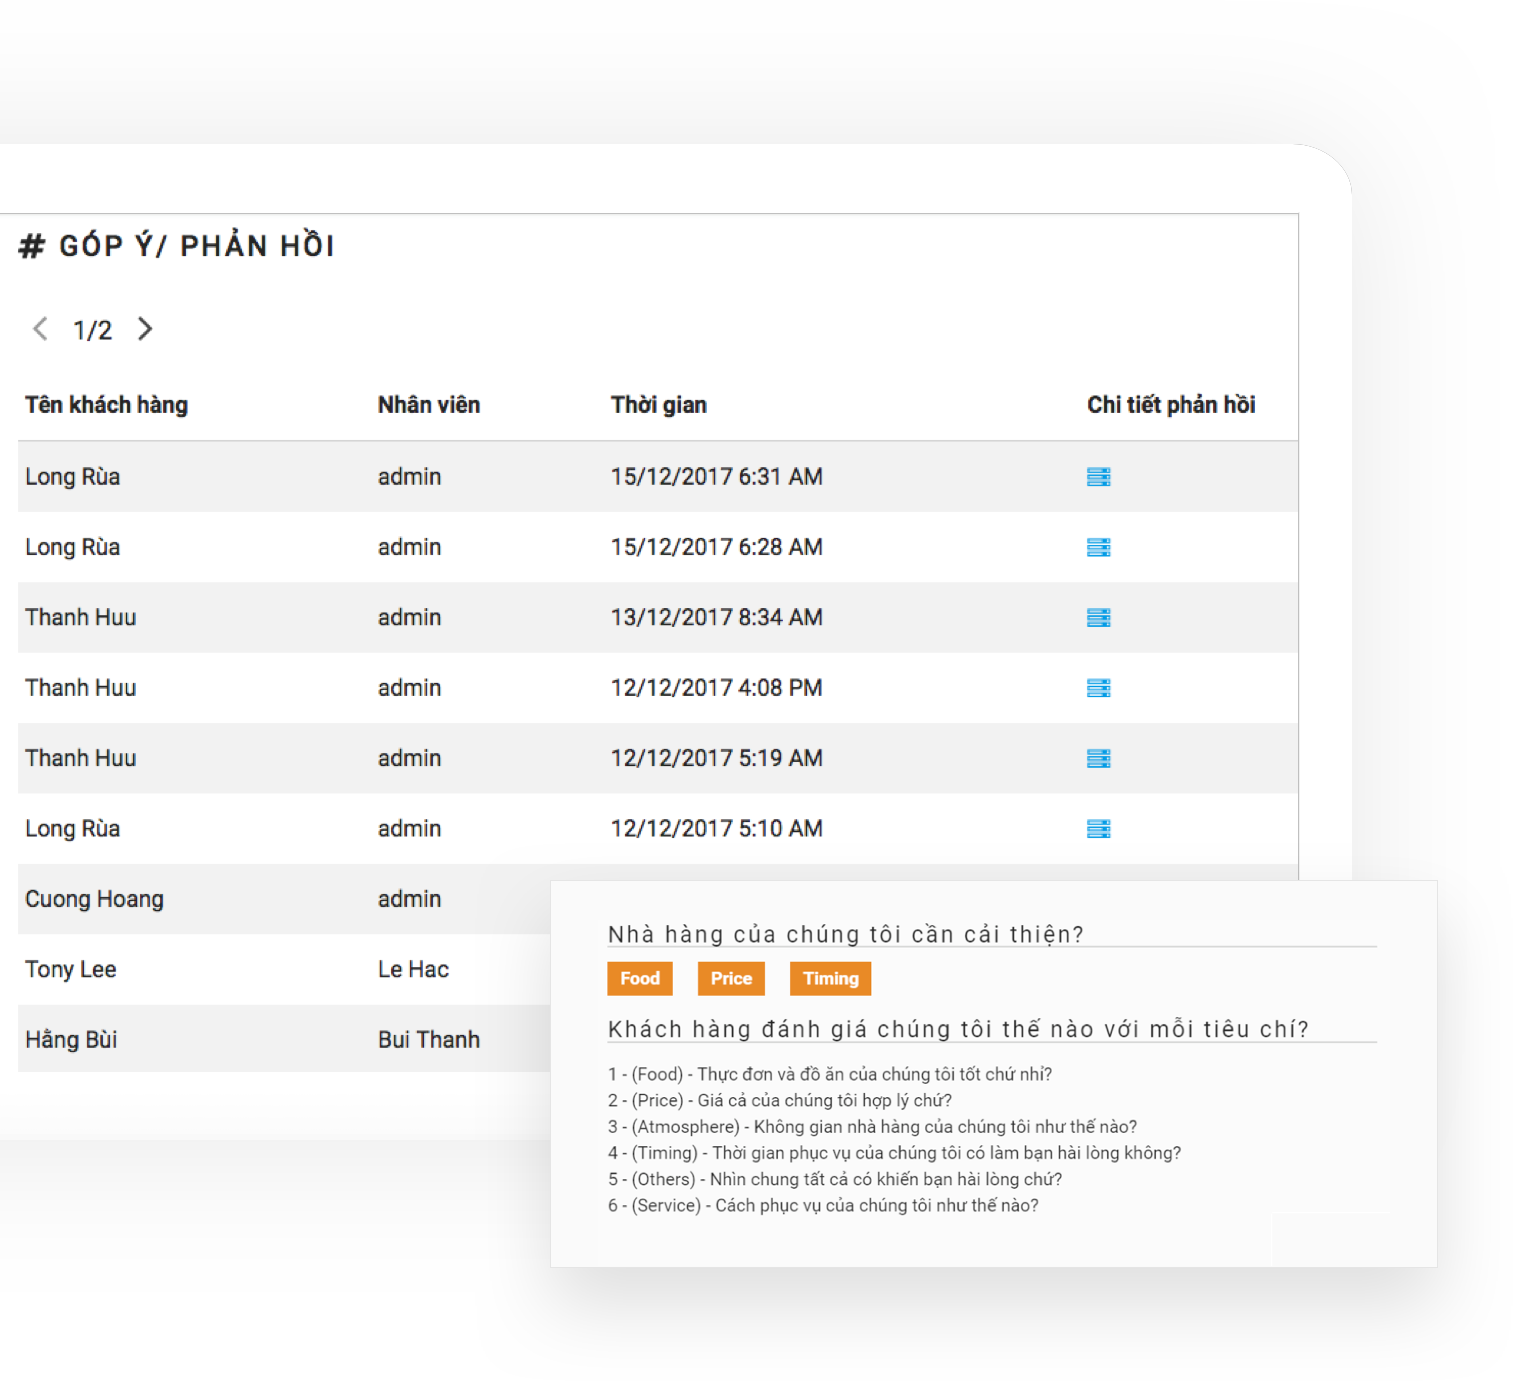 # GÓP Ý/ PHẢN HỒI
1/2
Tên khách hàng Nhân viên Thời gian Chi tiết phản hồi
Long Rùa admin 15/12/2017 6:31 AM
Long Rùa admin 15/12/2017 6:28 AM
Thanh Huu admin 13/12/2017 8:34 AM
Thanh Huu admin 12/12/2017 4:08 PM
Thanh Huu admin 12/12/2017 5:19 AM
Long Rùa admin 12/12/2017 5:10 AM
Cuong Hoang admin
Tony Lee Le Hac
Hằng Bùi Bui Thanh
Nhà hàng của chúng tôi cần cải thiện?
Food Price Timing
Khách hàng đánh giá chúng tôi thế nào với mỗi tiêu chí?
1 - (Food) - Thực đơn và đồ ăn của chúng tôi tốt chứ nhỉ?
2 - (Price) - Giá cả của chúng tôi hợp lý chứ?
3 - (Atmosphere) - Không gian nhà hàng của chúng tôi như thế nào?
4 - (Timing) - Thời gian phục vụ của chúng tôi có làm bạn hài lòng không?
5 - (Others) - Nhìn chung tất cả có khiến bạn hài lòng chứ?
6 - (Service) - Cách phục vụ của chúng tôi như thế nào?